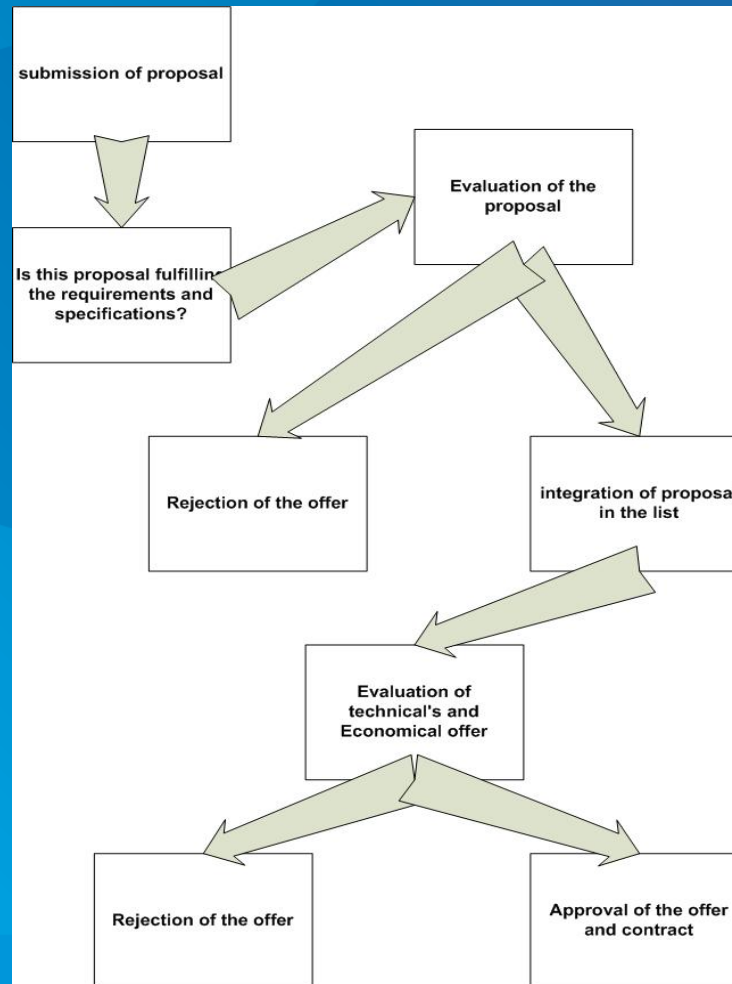 submission of proposal
Evaluation of the
proposal
Is this proposal fulfilling
the requirements and
specifications?
Rejection of the offer
integration of proposal
in the list
Evaluation of
technical's and
Economical offer
Rejection of the offer
Approval of the offer
and contract